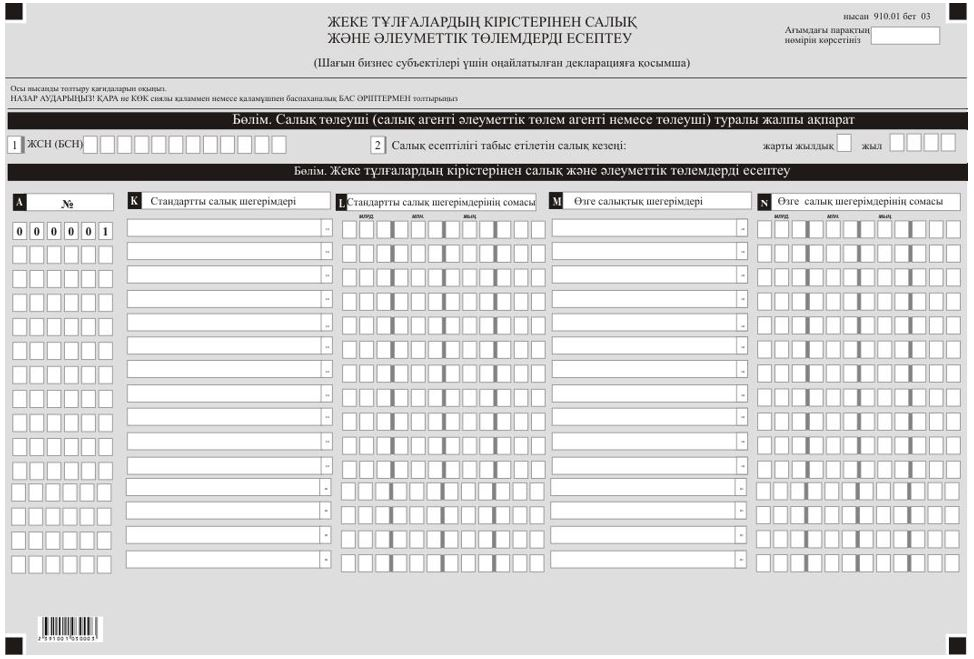 нысан 910.01 бет 03
ЖЕКЕ ТҰЛҒАЛАРДЫҢ КІРІСТЕРІНЕН САЛЫҚ
ЖӘНЕ ӘЛЕУМЕТТІК ТӨЛЕМДЕРДІ ЕСЕПТЕУ
Ағымдағы парақтың
нөмірін көрсетіңіз
(Шағын бизнес субъектілері үшін оңайлатылған декларацияға қосымша)
Осы нысанды толтыру қағидаларын оқыңыз.
НАЗАР АУДАРЫҢЫЗ! ҚАРА не КӨК сиялы қаламмен немесе қаламұшпен баспаханалық БАС ӘРІПТЕРМЕН толтырыңыз
Бөлім. Салық төлеуші (салық агенті әлеуметтік төлем агенті немесе төлеуші) туралы жалпы ақпарат
1 ЖСН (БСН) 2 Салық есептілігі табыс етілетін салық кезеңі: жарты жылдық жыл
Бөлім. Жеке тұлғалардың кірістерінен салық және әлеуметтік төлемдерді есептеу
A № K Стандартты салық шегерімдері L Стандартты салық шегерімдерінің сомасы M Өзге салықтық шегерімдері N Өзге салық шегерімдерінің сомасы
МЛРД. МЛН. МЫҢ. МЛРД. МЛН. МЫҢ.
0 0 0 0 0 1